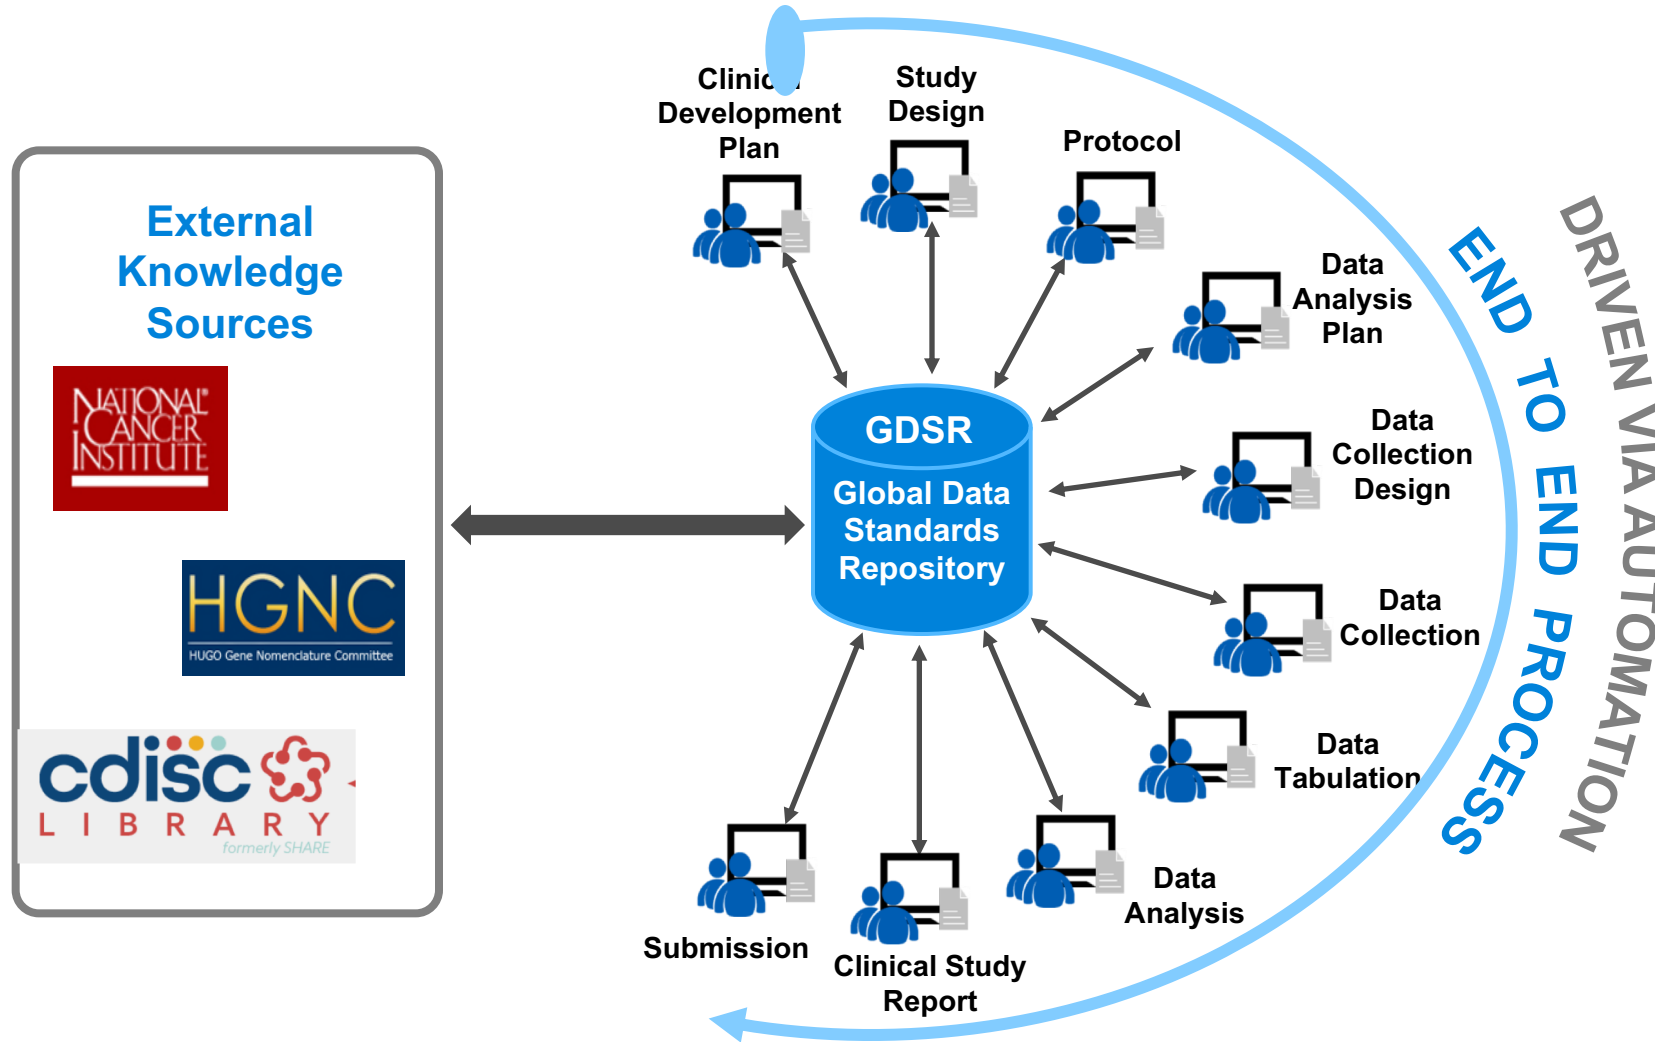 External
Knowledge
Sources
NATIONAL®
CANCER
INSTITUTE
HGNC
HUGO Gene Nomenclature Committee
cdisc
LIBRARY
formerly SHARE
Clinical
Development
Plan
Study
Design
Protocol
Data
Analysis
Plan
Data
Collection
Design
Data
Collection
Data
Tabulation
Data
Analysis
Clinical Study
Report
Submission
GDSR
Global Data
Standards
Repository
END TO END PROCESS
DRIVEN VIA AUTOMATION